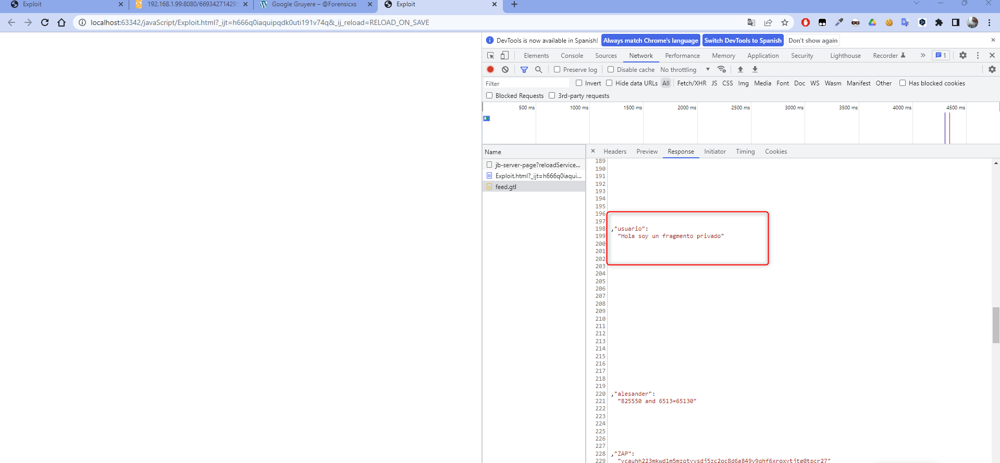 Exploit
192.168.1.99:8080/669342714295
Google Gruyere – @Forensicxs
Exploit
localhost:63342/javaScript/Exploit.html?_ijt=h666q0iaquipqdk0uti191v74q&_ij_reload=RELOAD_ON_SAVE
DevTools is now available in Spanish! Always match Chrome's language Switch DevTools to Spanish Don't show again
Elements Console Sources Network Performance Memory Application Security Lighthouse Recorder 1
Preserve log Disable cache No throttling
Filter Invert Hide data URLs All Fetch/XHR JS CSS Img Media Font Doc WS Wasm Manifest Other Has blocked cookies
Blocked Requests 3rd-party requests
500 ms 1000 ms 1500 ms 2000 ms 2500 ms 3000 ms 3500 ms 4000 ms 4500 ms
Name
jb-server-page?reloadService...
Exploit.html?_ijt=h666q0iaqui...
feed.gtl
Headers Preview Response Initiator Timing Cookies
189
190
191
192
193
194
195
196
197
198 ,"usuario":
199 "Hola soy un fragmento privado"
200
201
202
203
204
205
206
207
208
209
210
211
212
213
214
215
216
217
218
219
220 ,"alesander":
221 "825550 and 6513=65130"
222
223
224
225
226
227
228 ,"ZAP":
229